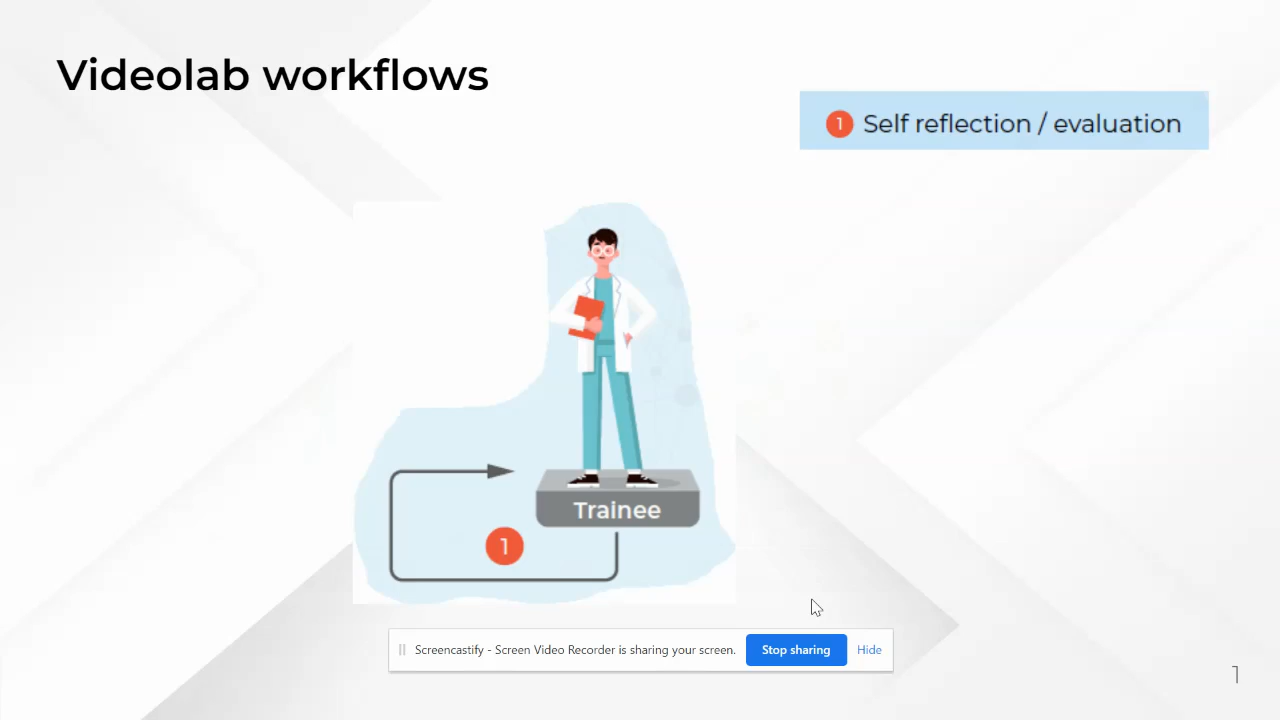 Videolab workflows
1 Self reflection / evaluation
Trainee
1
Screencastify - Screen Video Recorder is sharing your screen. Stop sharing Hide
1